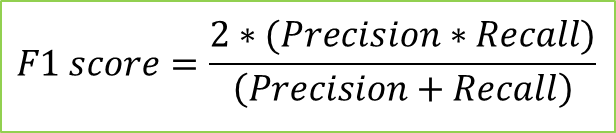 F1 score = 2 * (Precision * Recall) / (Precision + Recall)